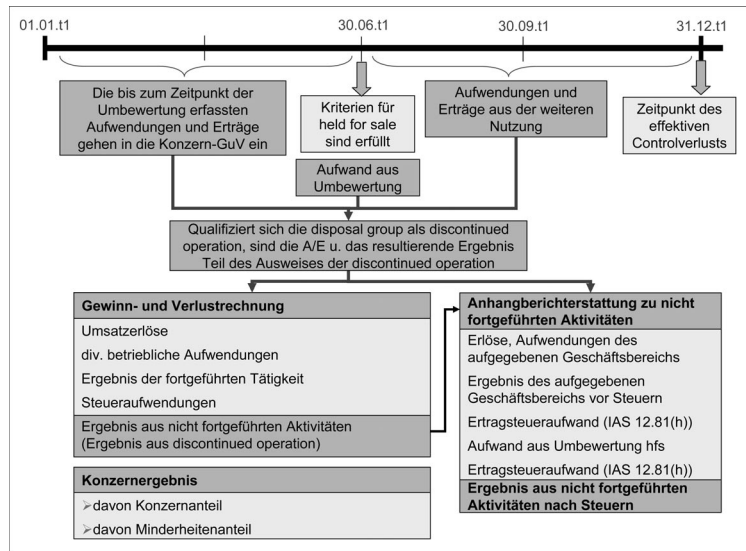 01.01.t1
30.06.t1
30.09.t1
31.12.t1
Die bis zum Zeitpunkt der
Umbewertung erfassten
Aufwendungen und Erträge
gehen in die Konzern-GuV ein
Kriterien für
held for sale
sind erfüllt
Aufwendungen und
Erträge aus der weiteren
Nutzung
Zeitpunkt des
effektiven
Controlverlusts
Aufwand aus
Umbewertung
Qualifiziert sich die disposal group als discontinued
operation, sind die A/E u. das resultierende Ergebnis
Teil des Ausweises der discontinued operation
Gewinn- und Verlustrechnung
Umsatzerlöse
div. betriebliche Aufwendungen
Ergebnis der fortgeführten Tätigkeit
Steueraufwendungen
Ergebnis aus nicht fortgeführten Aktivitäten
(Ergebnis aus discontinued operation)
Konzernergebnis
davon Konzernanteil
davon Minderheitenanteil
Anhangberichterstattung zu nicht
fortgeführten Aktivitäten
Erlöse, Aufwendungen des
aufgegebenen Geschäftsbereichs
Ergebnis des aufgegebenen
Geschäftsbereichs vor Steuern
Ertragsteueraufwand (IAS 12.81(h))
Aufwand aus Umbewertung hfs
Ertragsteueraufwand (IAS 12.81(h))
Ergebnis aus nicht fortgeführten
Aktivitäten nach Steuern